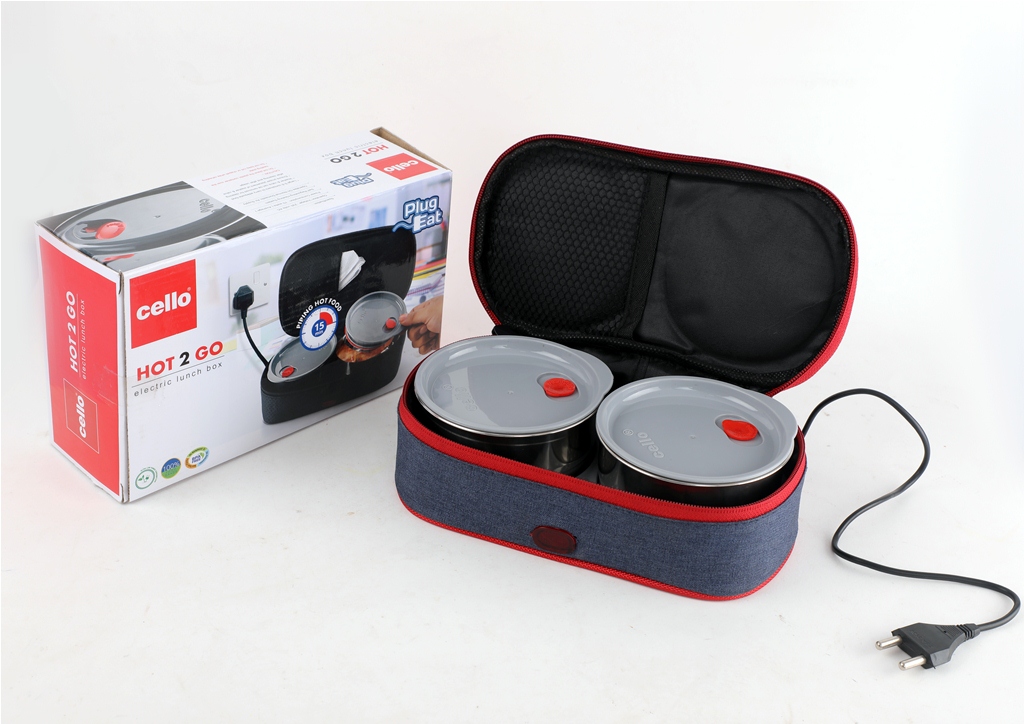 HOT 2 GO
cello
Plug
Eat
cello
HOT 2 GO
electric lunch box
PIPING HOT FOOD
15
HOT 2 GO
electric lunch box
cello
cello